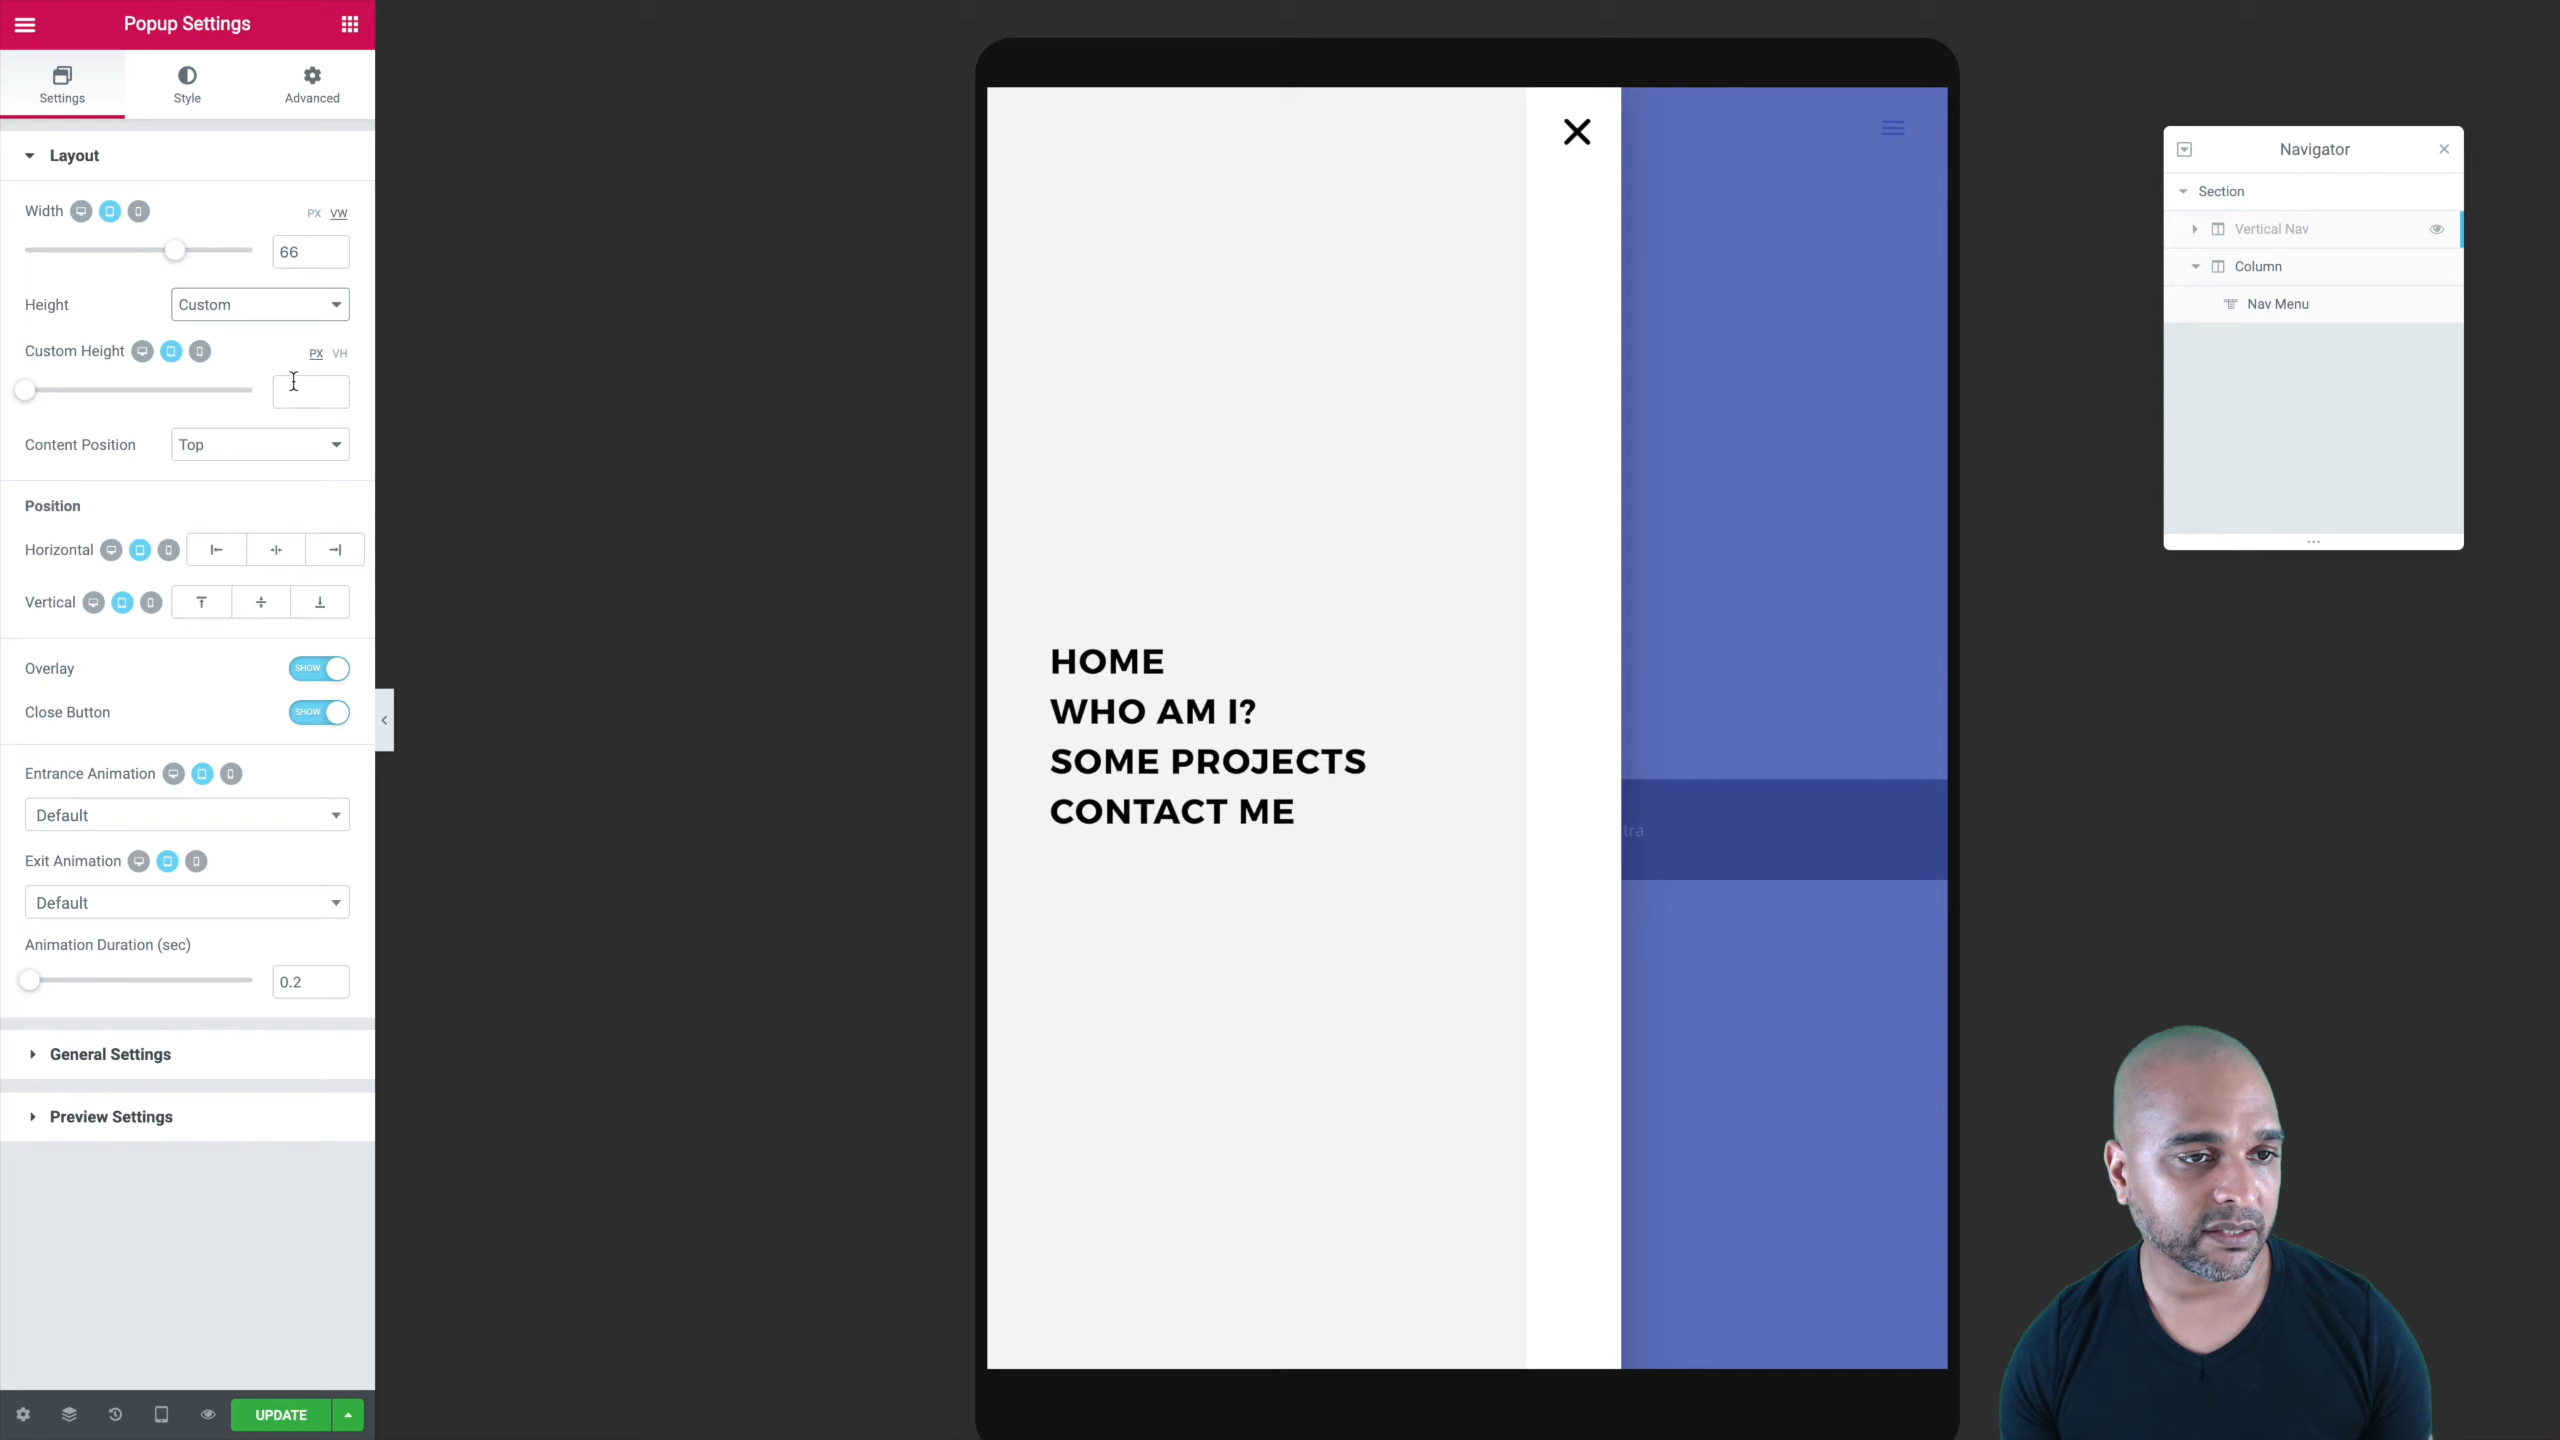 Popup Settings
Settings
Style
Advanced
Layout
Width
PX VW
66
Height
Custom
Custom Height
PX VH
Content Position
Top
Position
Horizontal
Vertical
Overlay
SHOW
Close Button
SHOW
Entrance Animation
Default
Exit Animation
Default
Animation Duration (sec)
0.2
General Settings
Preview Settings
UPDATE
HOME
WHO AM I?
SOME PROJECTS
CONTACT ME
tra
Navigator
Section
Vertical Nav
Column
Nav Menu